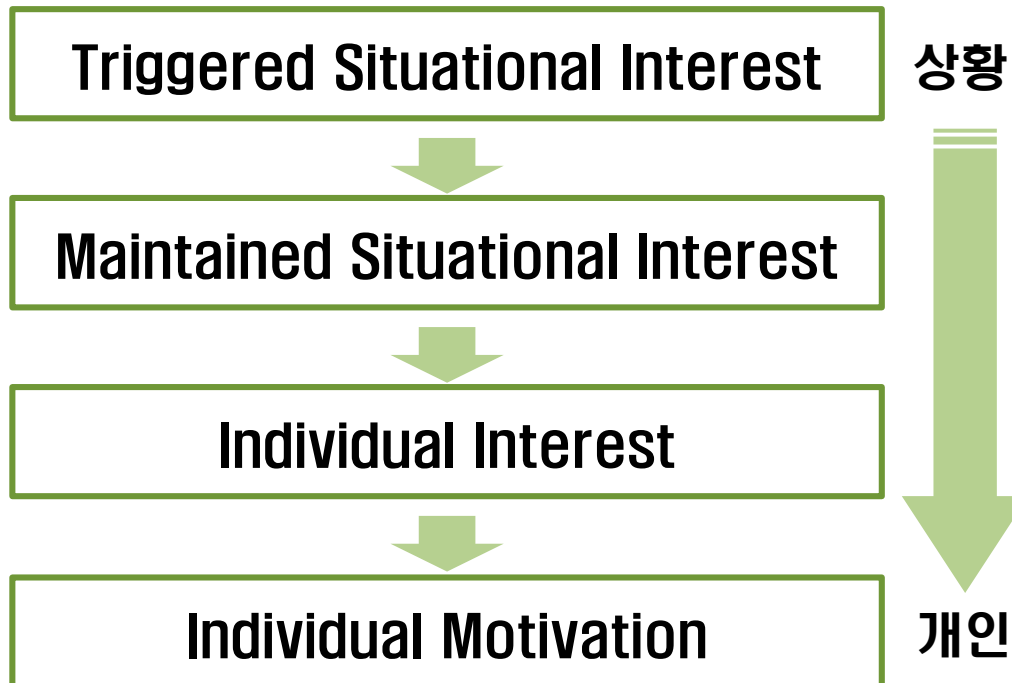 Triggered Situational Interest
상황
Maintained Situational Interest
Individual Interest
Individual Motivation
개인